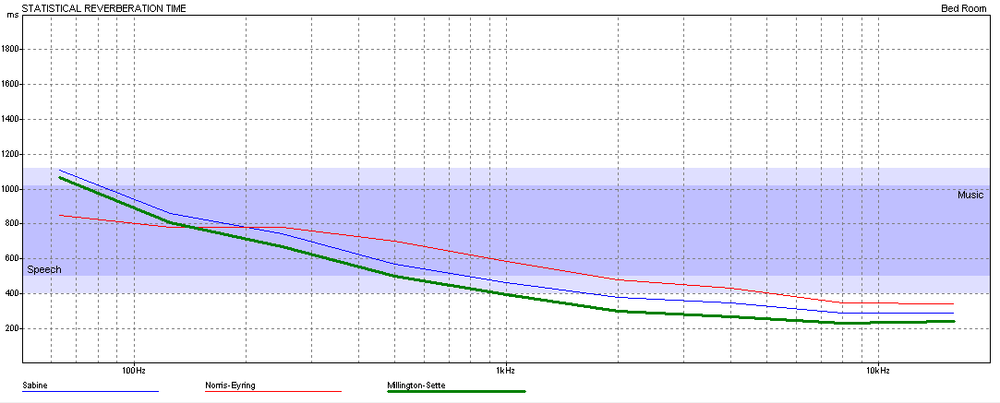 STATISTICAL REVERBERATION TIME
Bed Room
ms
1800
1600
1400
1200
1000
Music
800
600
Speech
400
200
100Hz
1kHz
10kHz
Sabine
Norris-Eyring
Millington-Sette